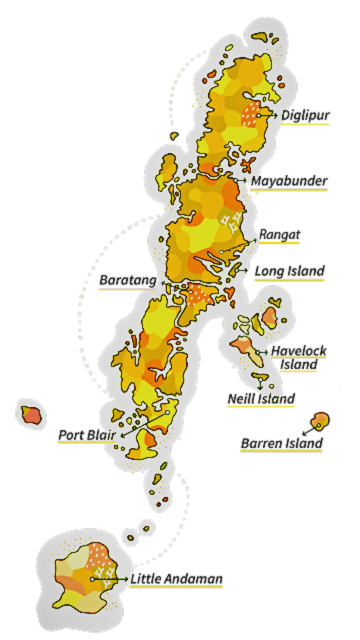 Diglipur
Mayabunder
Rangat
Long Island
Baratang
Havelock
Island
Neill Island
Port Blair
Barren Island
Little Andaman